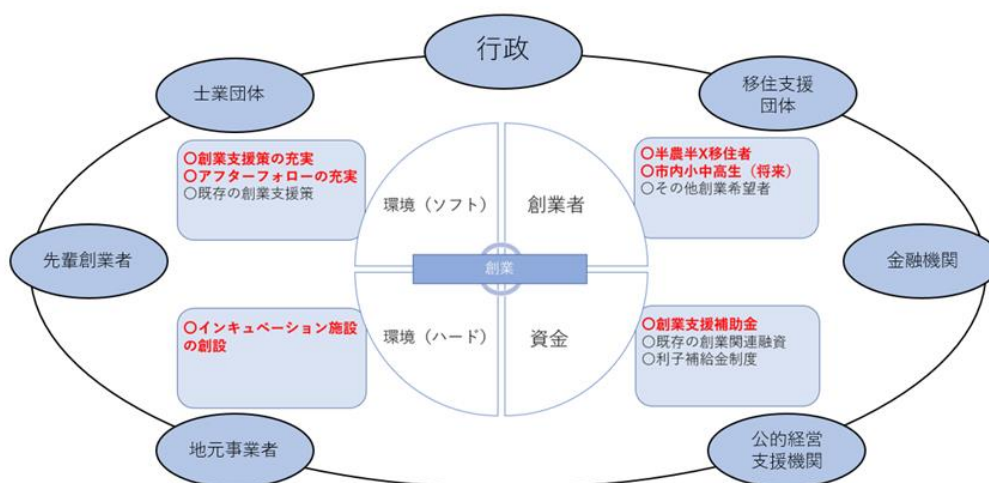 行政
士業団体
移住支援
団体
〇創業支援策の充実
〇アフターフォローの充実
〇既存の創業支援策
〇半農半X移住者
〇市内小中高生（将来）
〇その他創業希望者
環境（ソフト）
創業者
先輩創業者
創業
金融機関
〇インキュベーション施設
の創設
環境（ハード）
資金
〇創業支援補助金
〇既存の創業関連融資
〇利子補給金制度
地元事業者
公的経営
支援機関